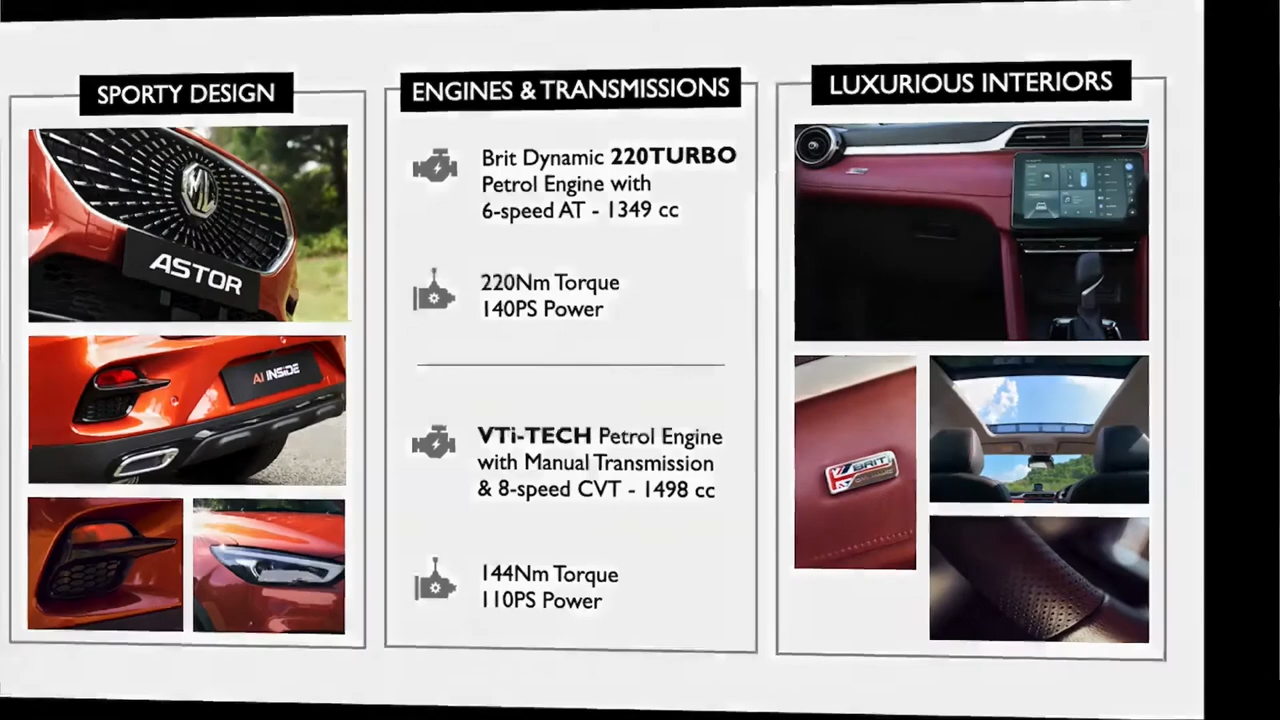 SPORTY DESIGN
MG
ASTOR
AI INSIDE
ENGINES & TRANSMISSIONS
Brit Dynamic 220TURBO
Petrol Engine with
6-speed AT - 1349 cc
220Nm Torque
140PS Power
VTi-TECH Petrol Engine
with Manual Transmission
& 8-speed CVT - 1498 cc
144Nm Torque
110PS Power
LUXURIOUS INTERIORS
BRIT